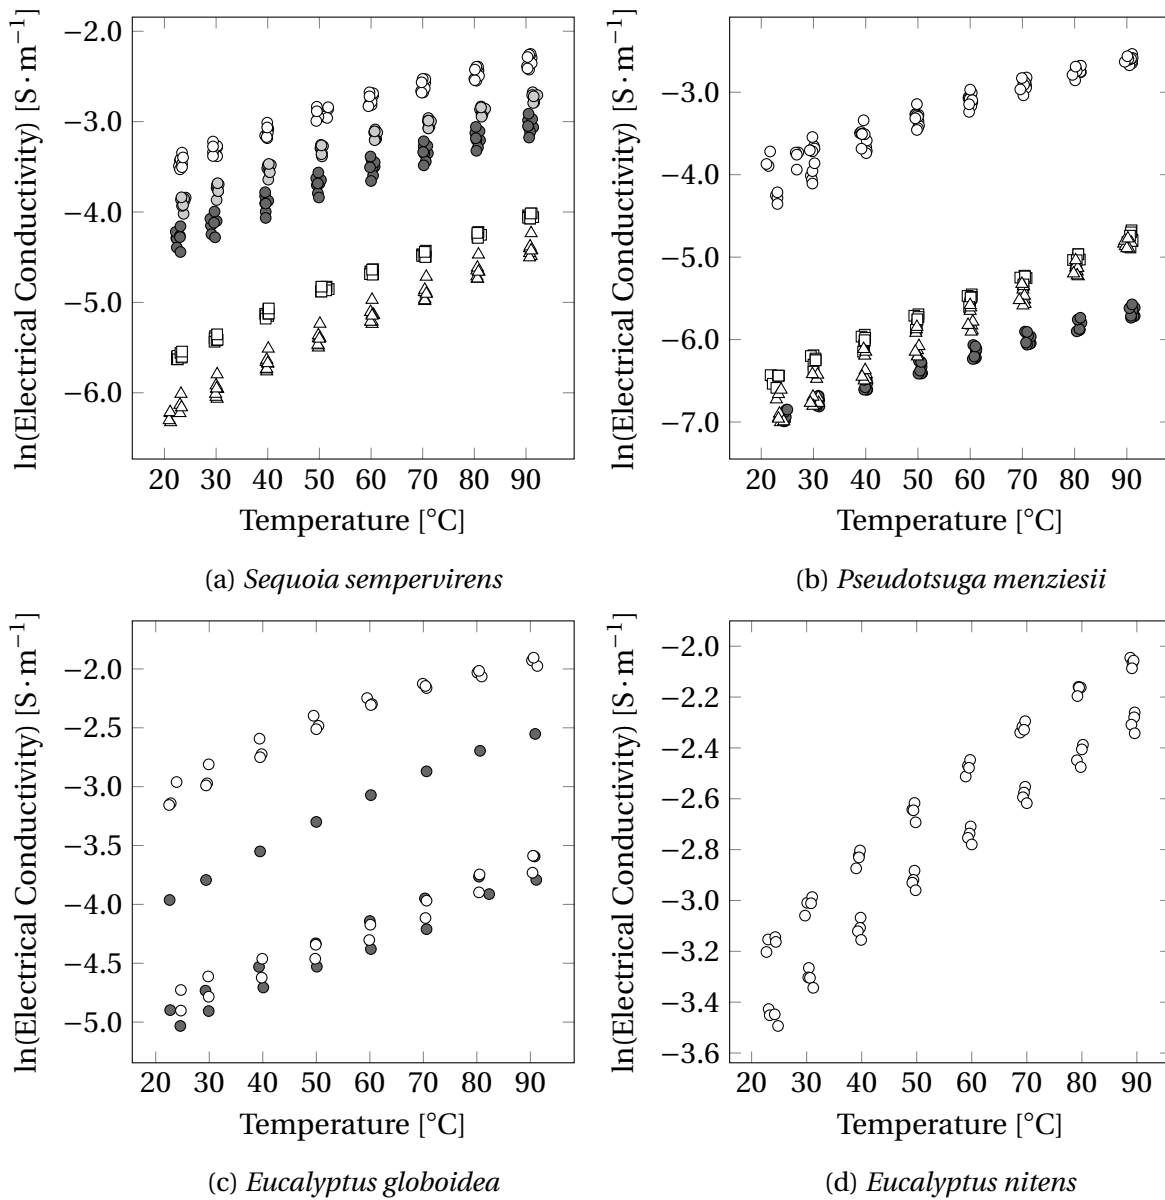 ln(Electrical Conductivity) [S·m⁻¹]
−2.0
−3.0
−4.0
−5.0
−6.0
20 30 40 50 60 70 80 90
Temperature [°C]
(a) Sequoia sempervirens
ln(Electrical Conductivity) [S·m⁻¹]
−3.0
−4.0
−5.0
−6.0
−7.0
20 30 40 50 60 70 80 90
Temperature [°C]
(b) Pseudotsuga menziesii
ln(Electrical Conductivity) [S·m⁻¹]
−2.0
−2.5
−3.0
−3.5
−4.0
−4.5
−5.0
20 30 40 50 60 70 80 90
Temperature [°C]
(c) Eucalyptus globoidea
ln(Electrical Conductivity) [S·m⁻¹]
−2.0
−2.2
−2.4
−2.6
−2.8
−3.0
−3.2
−3.4
−3.6
20 30 40 50 60 70 80 90
Temperature [°C]
(d) Eucalyptus nitens